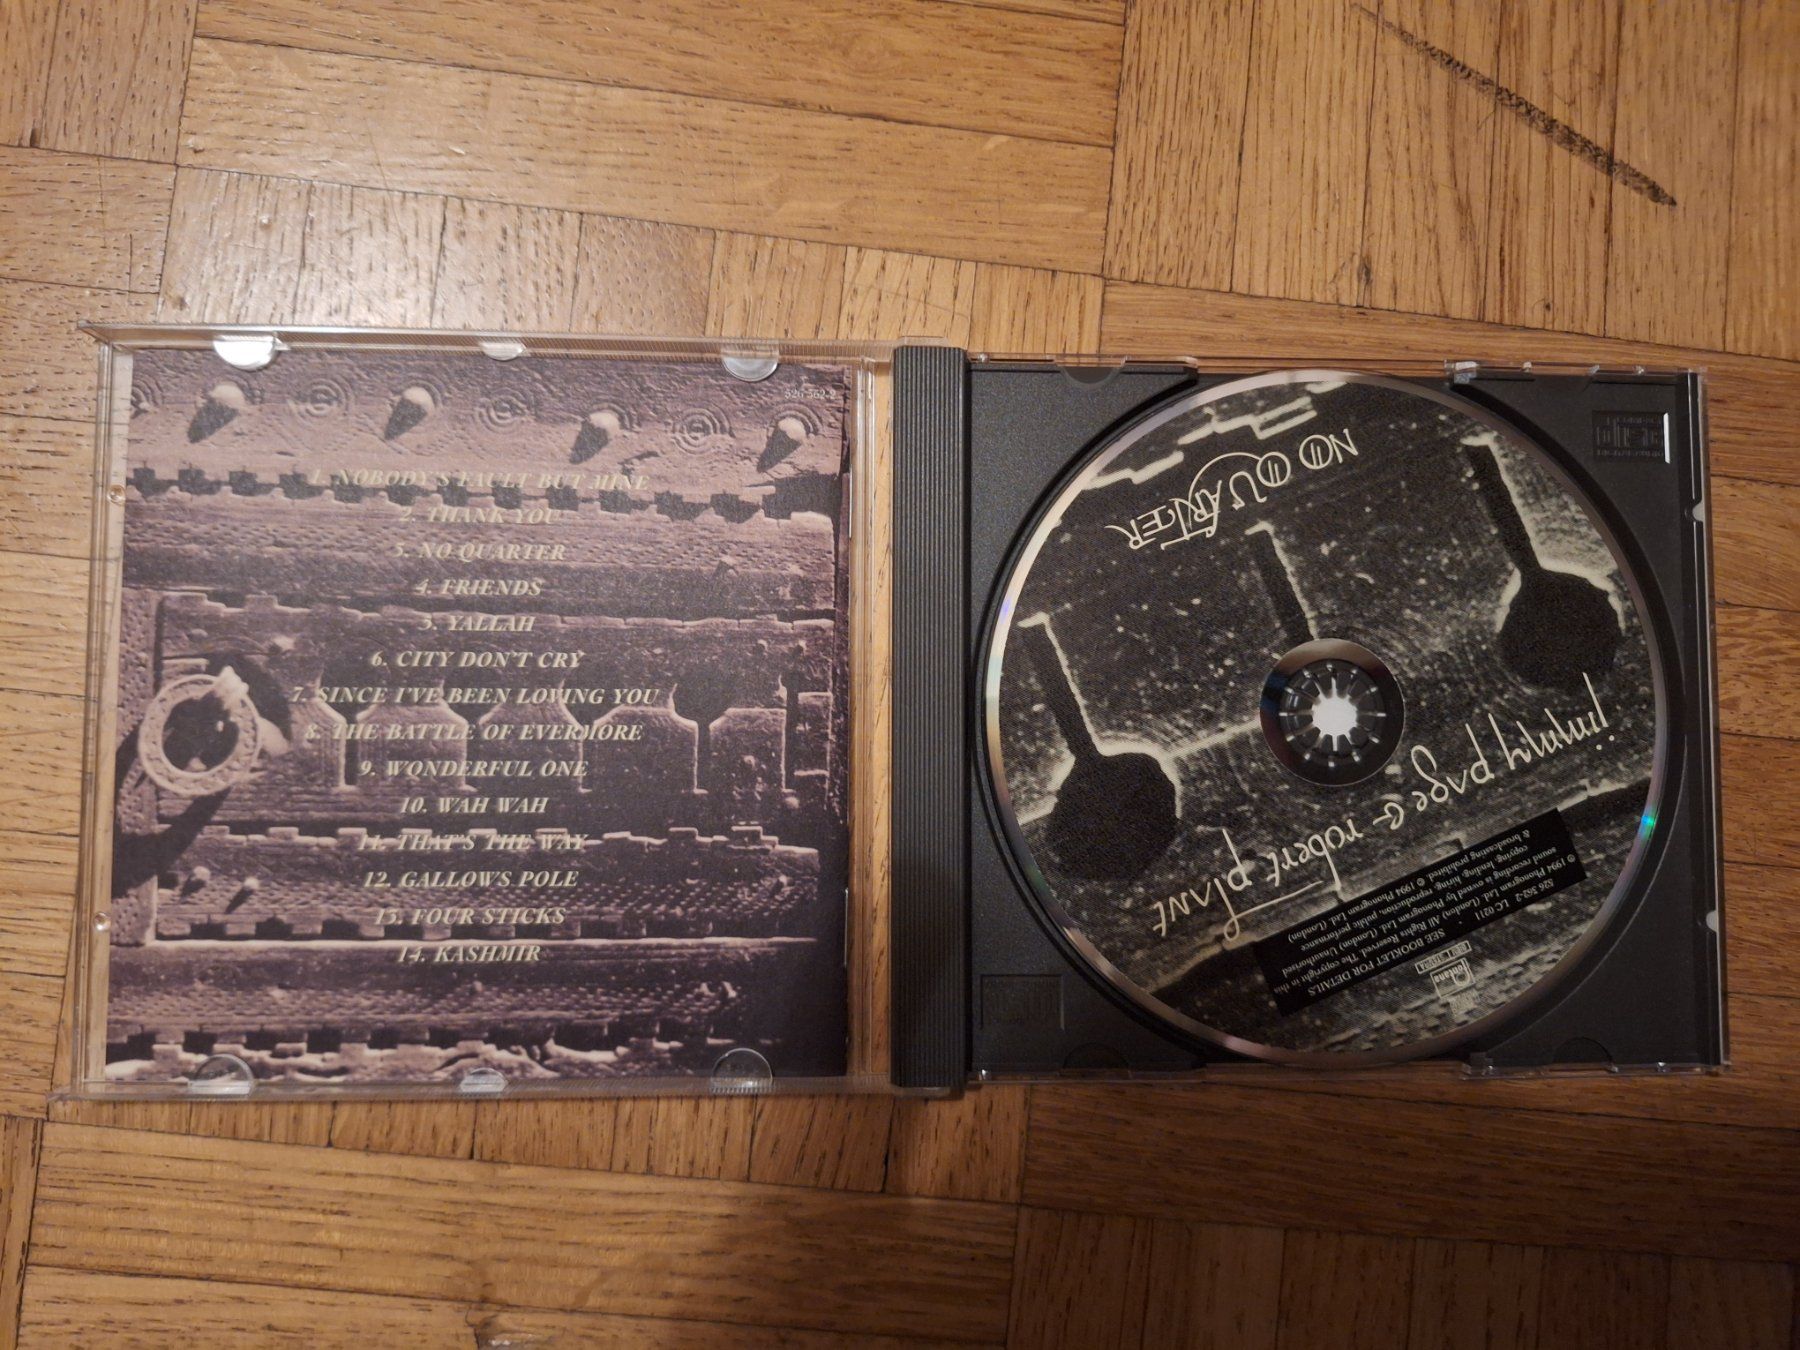 526 362-2
1. NOBODY'S FAULT BUT MINE
2. THANK YOU
3. NO QUARTER
4. FRIENDS
5. YALLAH
6. CITY DON'T CRY
7. SINCE I'VE BEEN LOVING YOU
8. THE BATTLE OF EVERMORE
9. WONDERFUL ONE
10. WAH WAH
11. THAT'S THE WAY
12. GALLOWS POLE
13. FOUR STICKS
14. KASHMIR
NO QUARTER
jimmy page & robert plant
fontana
SEE BOOKLET FOR DETAILS
526 362-2 LC 0211
℗ 1994 Phonogram Ltd. (London) All Rights Reserved. The copyright in this
sound recording is owned by Phonogram Ltd. (London) Unauthorised
copying, lending, hiring, reproduction, public performance
& broadcasting prohibited. © 1994 Phonogram Ltd. (London)